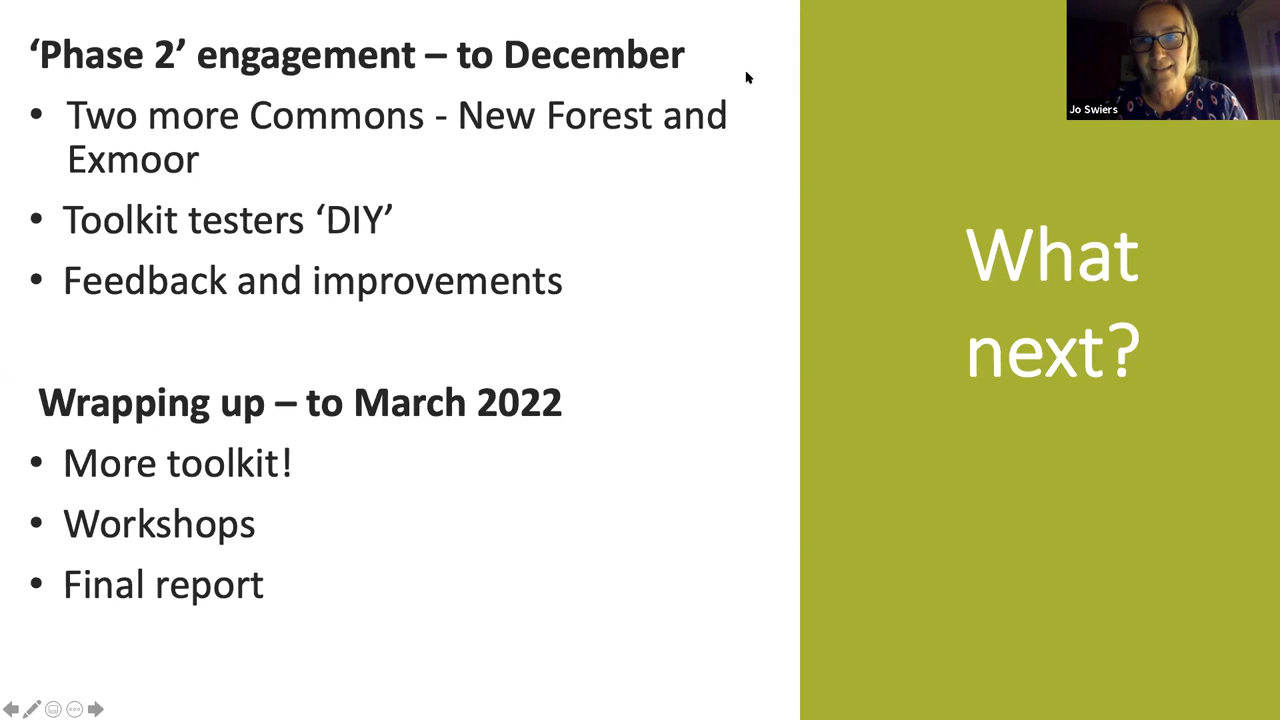 ‘Phase 2’ engagement – to December
• Two more Commons - New Forest and
Exmoor
• Toolkit testers ‘DIY’
• Feedback and improvements
Wrapping up – to March 2022
• More toolkit!
• Workshops
• Final report
What
next?
Jo Swiers